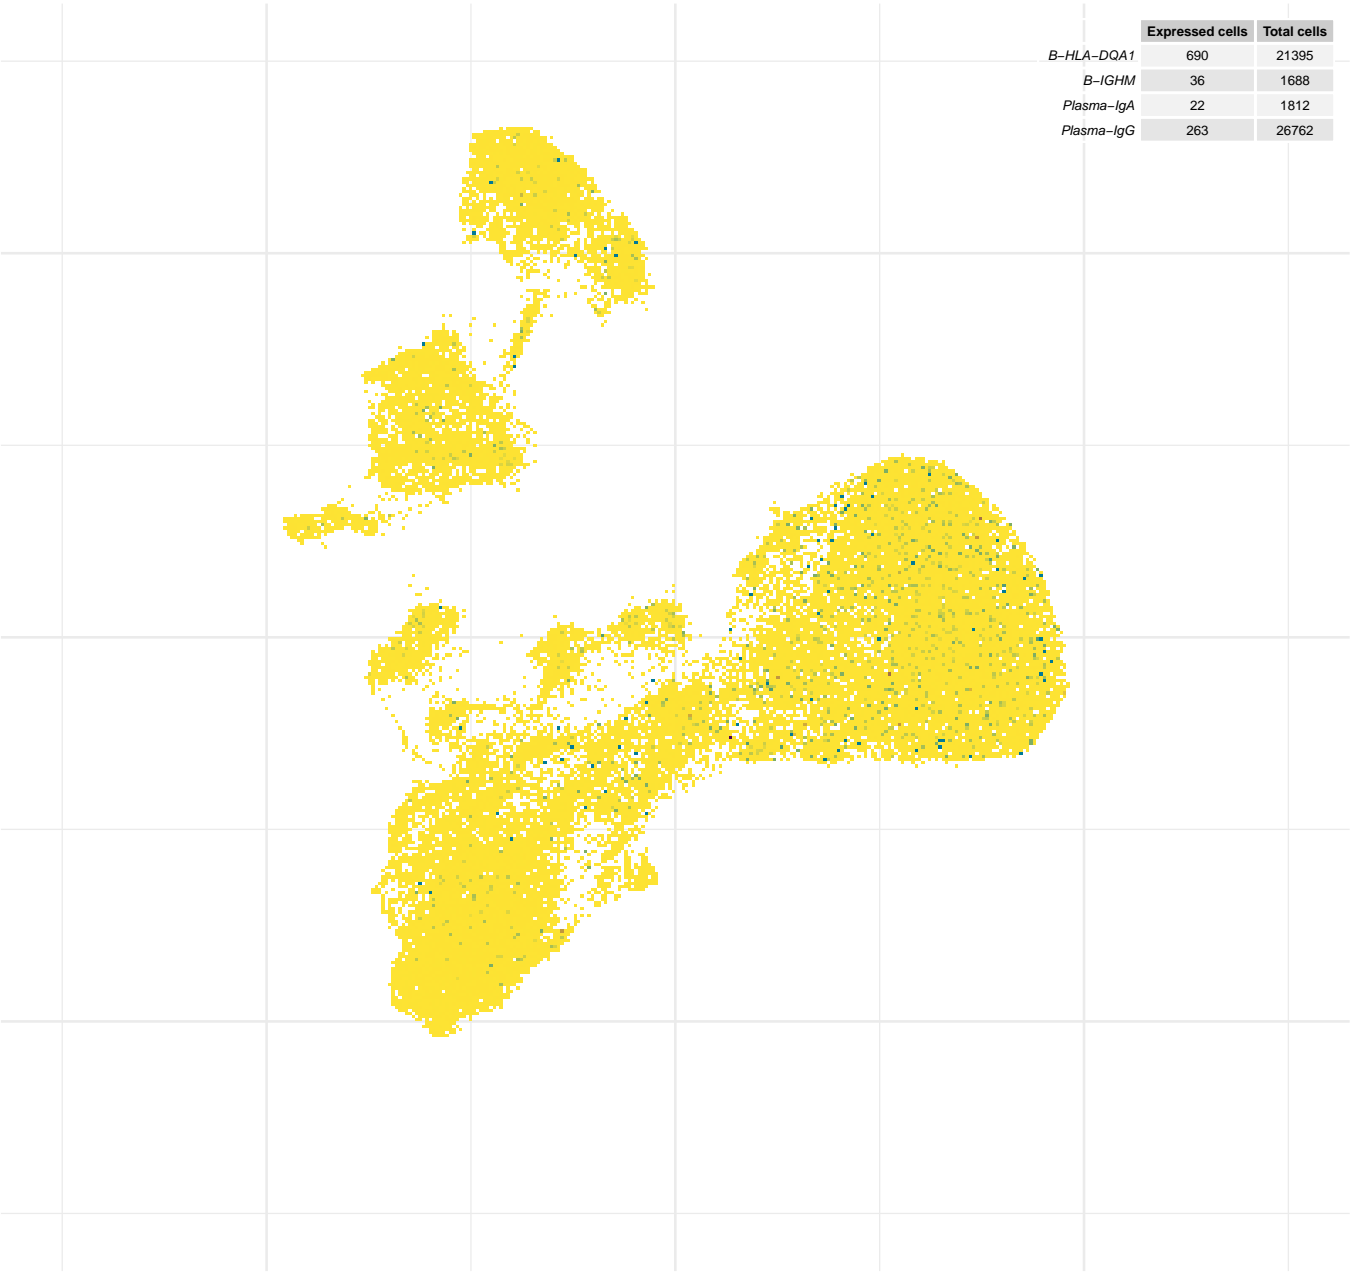 Expressed cells Total cells
B−HLA−DQA1 690 21395
B−IGHM 36 1688
Plasma−IgA 22 1812
Plasma−IgG 263 26762